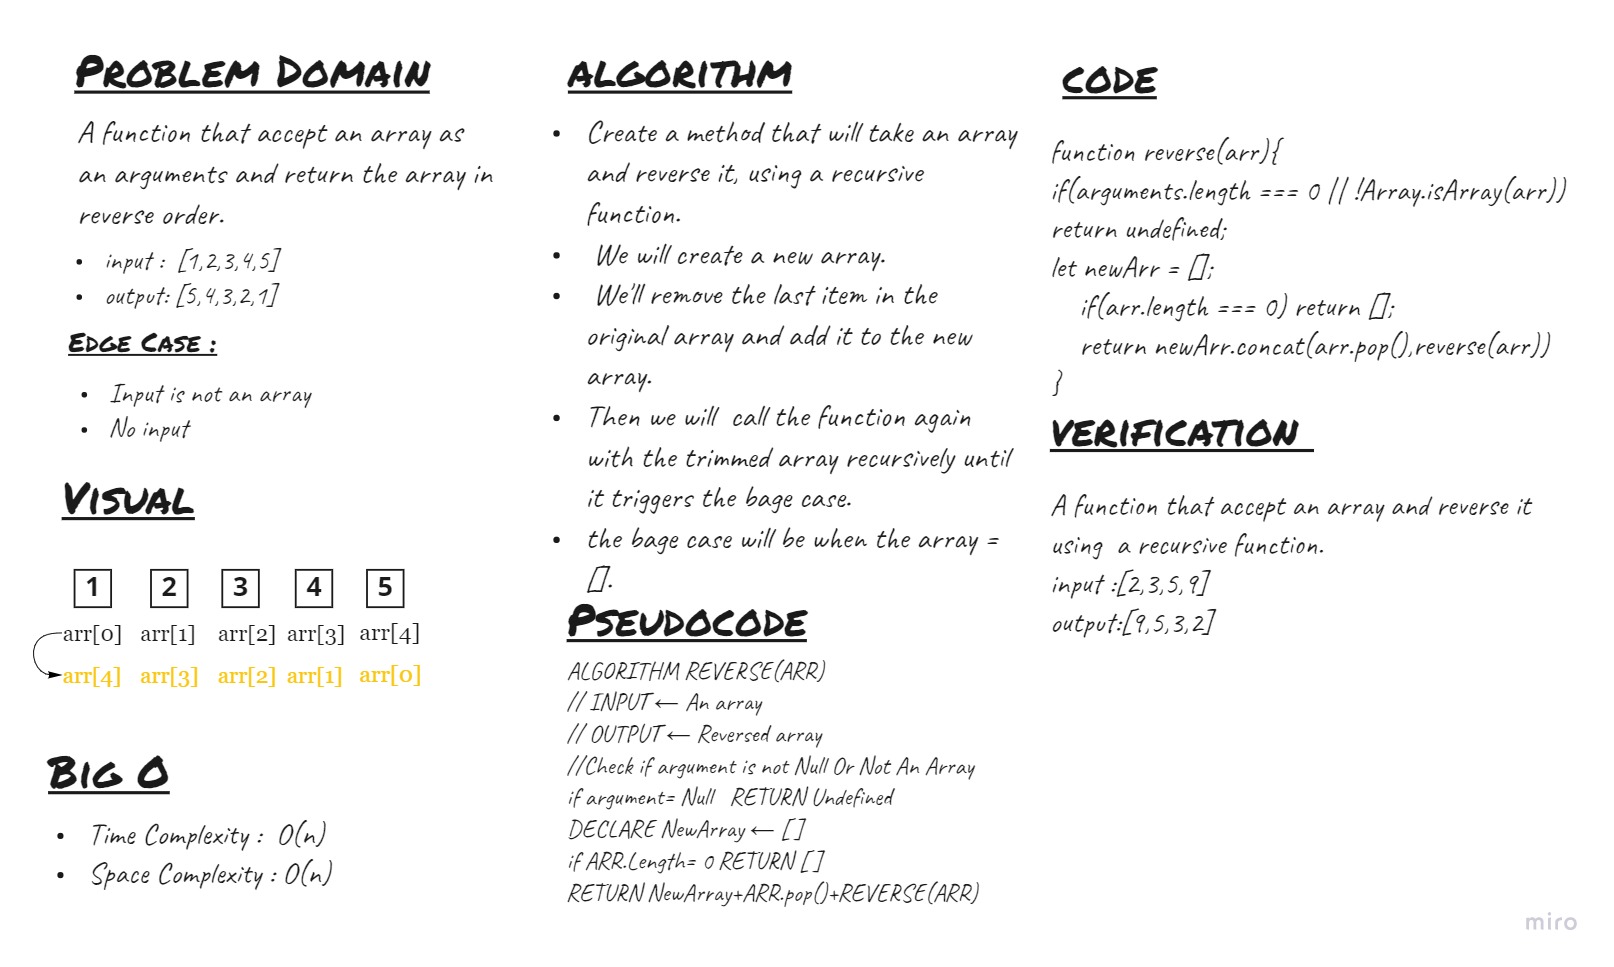 PROBLEM DOMAIN
A function that accept an array as
an arguments and return the array in
reverse order.
• input : [1,2,3,4,5]
• output: [5,4,3,2,1]
EDGE CASE :
• Input is not an array
• No input
VISUAL
1 2 3 4 5
arr[0] arr[1] arr[2] arr[3] arr[4]
arr[4] arr[3] arr[2] arr[1] arr[0]
BIG O
• Time Complexity : O(n)
• Space Complexity : O(n)
ALGORITHM
• Create a method that will take an array
and reverse it, using a recursive
function.
• We will create a new array.
• We'll remove the last item in the
original array and add it to the new
array.
• Then we will call the function again
with the trimmed array recursively until
it triggers the bage case.
• the bage case will be when the array =
[].
PSEUDOCODE
ALGORITHM REVERSE(ARR)
// INPUT ← An array
// OUTPUT ← Reversed array
//Check if argument is not Null Or Not An Array
if argument= Null RETURN Undefined
DECLARE NewArray ← []
if ARR.Length= 0 RETURN []
RETURN NewArray+ARR.pop()+REVERSE(ARR)
CODE
function reverse(arr){
if(arguments.length === 0 || !Array.isArray(arr))
return undefined;
let newArr = [];
if(arr.length === 0) return [];
return newArr.concat(arr.pop(),reverse(arr))
}
VERIFICATION
A function that accept an array and reverse it
using a recursive function.
input :[2,3,5,9]
output:[9,5,3,2]
miro